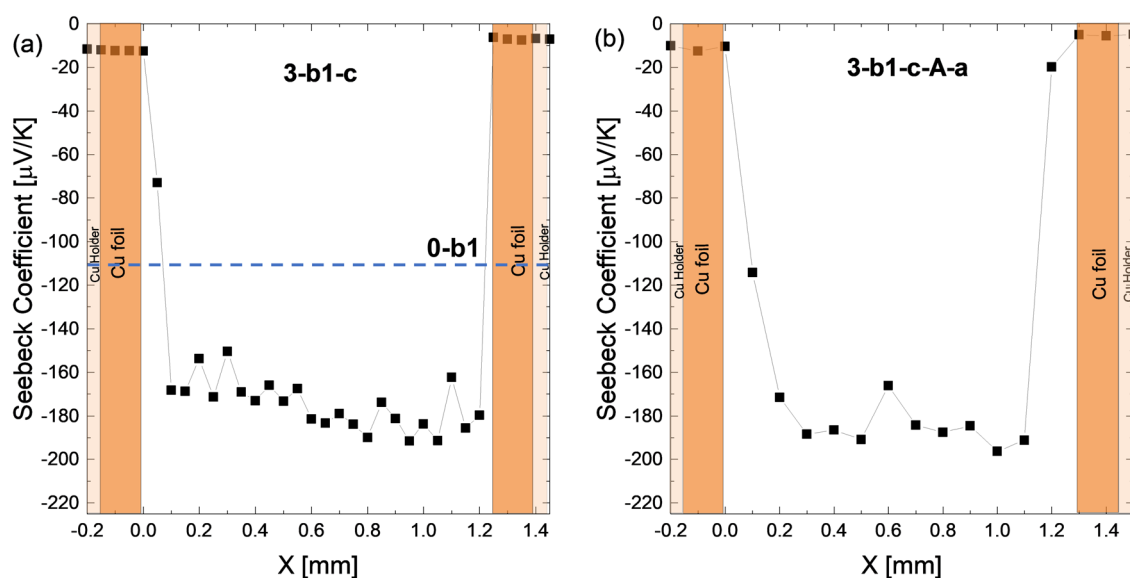 (a)
3-b1-c
0-b1
Cu Holder
Cu foil
Cu foil
Cu Holder
Seebeck Coefficient [μV/K]
0
-20
-40
-60
-80
-100
-120
-140
-160
-180
-200
-220
-0.2 0.0 0.2 0.4 0.6 0.8 1.0 1.2 1.4
X [mm]
(b)
3-b1-c-A-a
Cu Holder
Cu foil
Cu foil
Cu Holder
Seebeck Coefficient [μV/K]
0
-20
-40
-60
-80
-100
-120
-140
-160
-180
-200
-220
-0.2 0.0 0.2 0.4 0.6 0.8 1.0 1.2 1.4
X [mm]